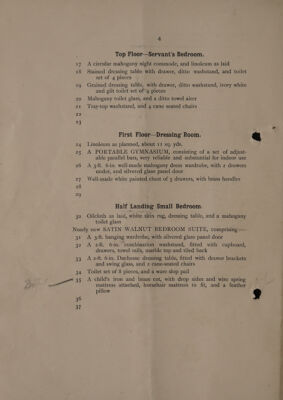 4
Top Floor—Servant's Bedroom.
17 A circular mahogany night commode, and linoleum as laid
18 Stained dressing table with drawer, ditto washstand, and toilet
set of 4 pieces
19 Grained dressing table, with drawer, ditto washstand, ivory white
and gilt toilet set of 9 pieces
20 Mahogany toilet glass, and a ditto towel airer
21 Tray-top washstand, and 4 cane seated chairs
22
23
First Floor—Dressing Room.
24 Linoleum as planned, about 11 sq. yds.
25 A PORTABLE GYMNASIUM, consisting of a set of adjust-
able parallel bars, very reliable and substantial for indoor use
26 A 3-ft. 6-in. well-made mahogany dome wardrobe, with 2 drawers
under, and silvered glass panel door
27 Well-made white painted chest of 5 drawers, with brass handles
28
29
Half Landing Small Bedroom.
30 Oilcloth as laid, white skin rug, dressing table, and a mahogany
toilet glass
Nearly new SATIN WALNUT BEDROOM SUITE, comprising—
31 A 3-ft. hanging wardrobe, with silvered glass panel door
32 A 2-ft. 6-in. combination washstand, fitted with cupboard,
drawers, towel rails, marble top and tiled back
33 A 2-ft. 6-in. Duchesse dressing table, fitted with drawer brackets
and swing glass, and 2 cane-seated chairs
34 Toilet set of 8 pieces, and a ware slop pail
35 A child's iron and brass cot, with drop sides and wire spring
mattress attached, horsehair mattress to fit, and a feather
pillow
36
37